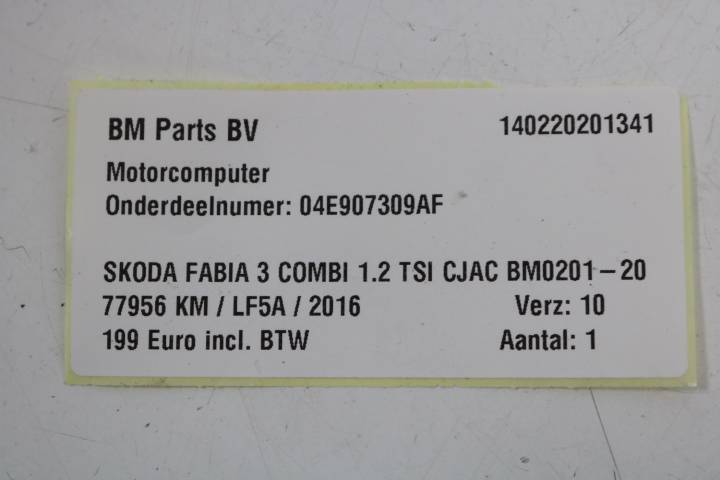 BM Parts BV 140220201341
Motorcomputer
Onderdeelnumer: 04E907309AF
SKODA FABIA 3 COMBI 1.2 TSI CJAC BM0201-20
77956 KM / LF5A / 2016 Verz: 10
199 Euro incl. BTW Aantal: 1